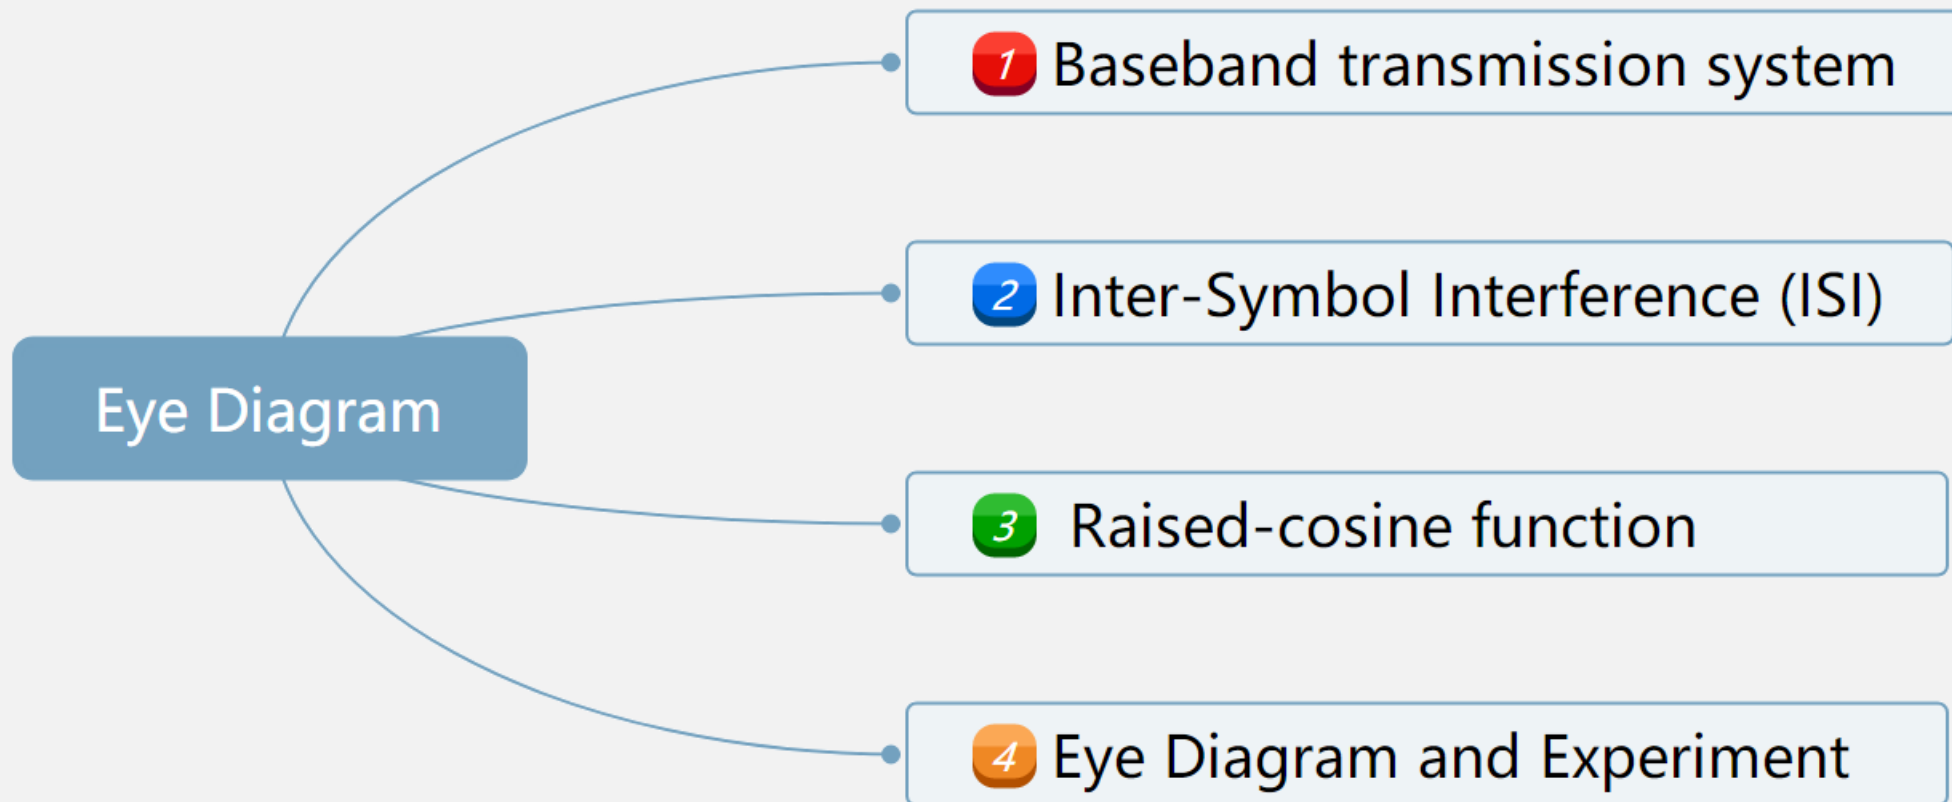 1 Baseband transmission system
2 Inter-Symbol Interference (ISI)
Eye Diagram
3 Raised-cosine function
4 Eye Diagram and Experiment